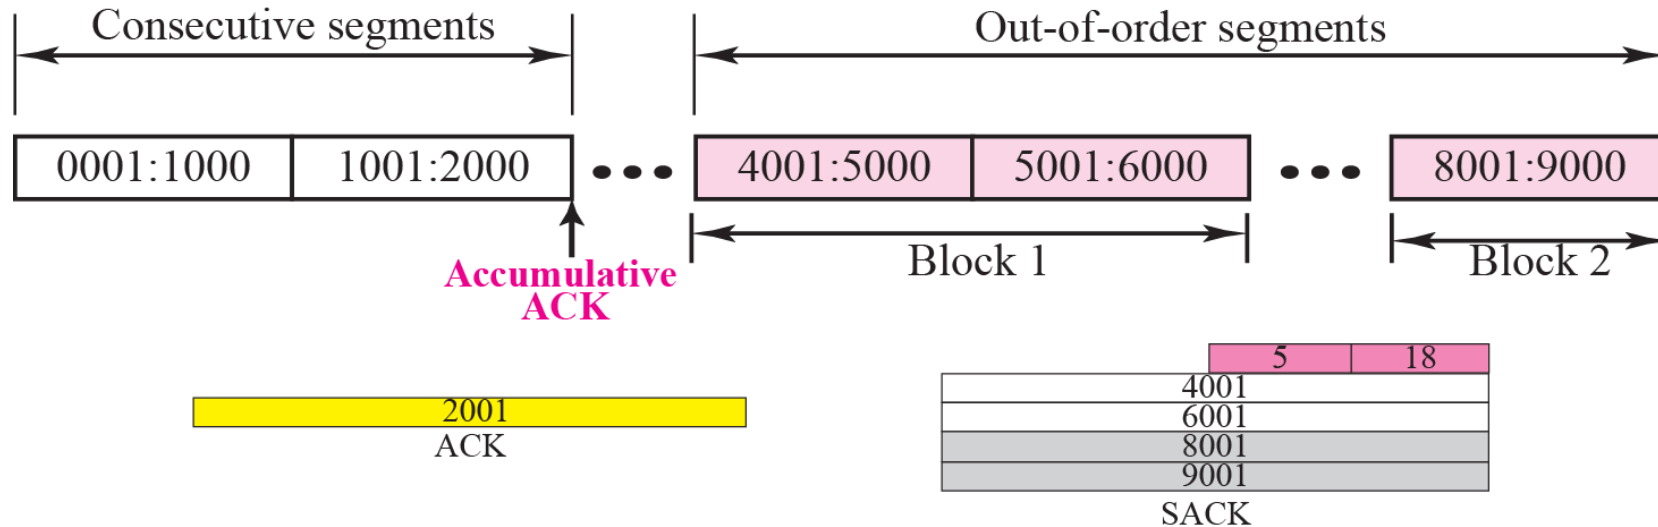 Consecutive segments
Out-of-order segments
0001:1000 1001:2000 ••• 4001:5000 5001:6000 ••• 8001:9000
Block 1
Block 2
Accumulative
ACK
5 18
4001
2001
6001
ACK
8001
9001
SACK